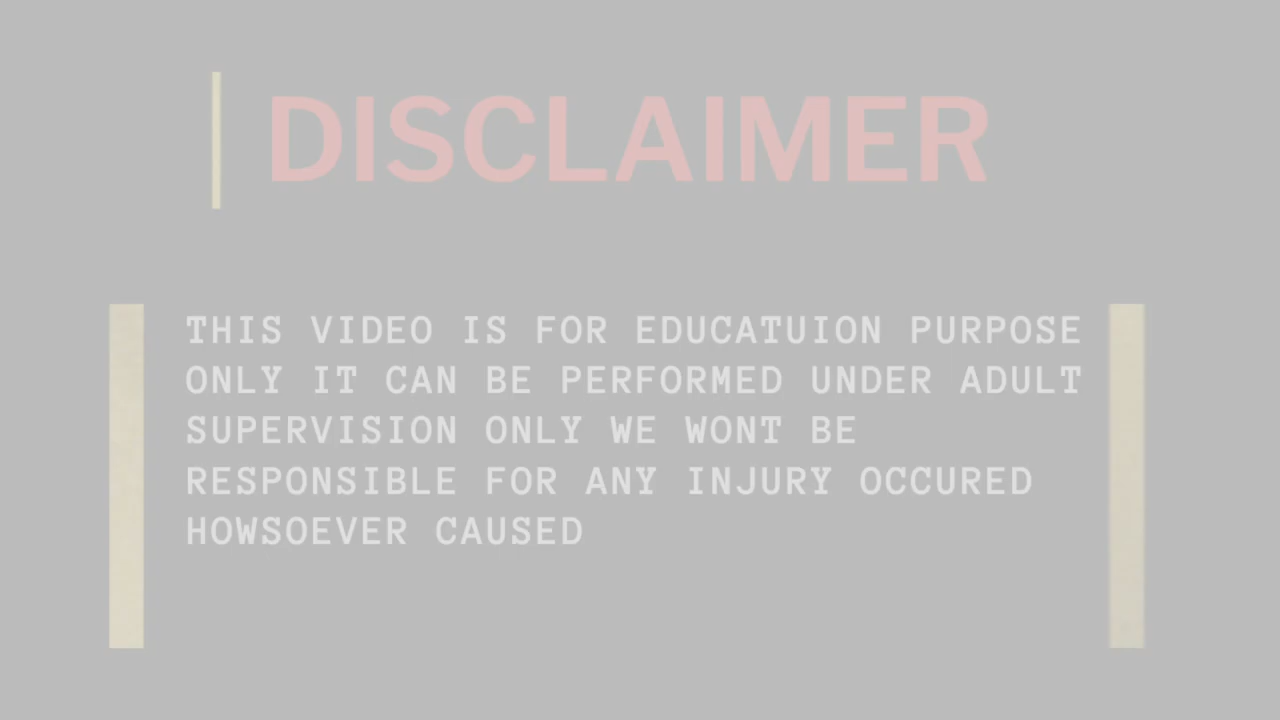 DISCLAIMER
THIS VIDEO IS FOR EDUCATUION PURPOSE
ONLY IT CAN BE PERFORMED UNDER ADULT
SUPERVISION ONLY WE WONT BE
RESPONSIBLE FOR ANY INJURY OCCURED
HOWSOEVER CAUSED